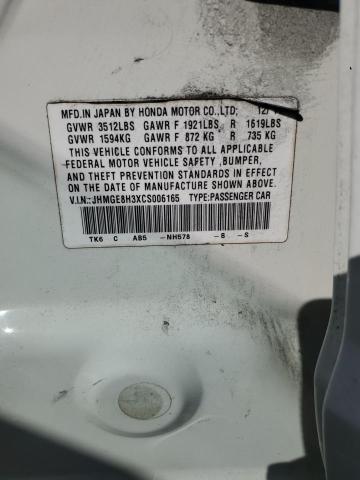 MFD.IN JAPAN BY HONDA MOTOR CO.,LTD;
GVWR 3512LBS GAWR F 1921LBS R 1619LBS
GVWR 1594KG GAWR F 872 KG R 735 KG
THIS VEHICLE CONFORMS TO ALL APPLICABLE
FEDERAL MOTOR VEHICLE SAFETY ,BUMPER,
AND THEFT PREVENTION STANDARDS IN EFFECT
ON THE DATE OF MANUFACTURE SHOWN ABOVE.
V.I.N.:JHMGE8H3XCS006165 TYPE:PASSENGER CAR
TK6 C AB5 -NH578 -B -S